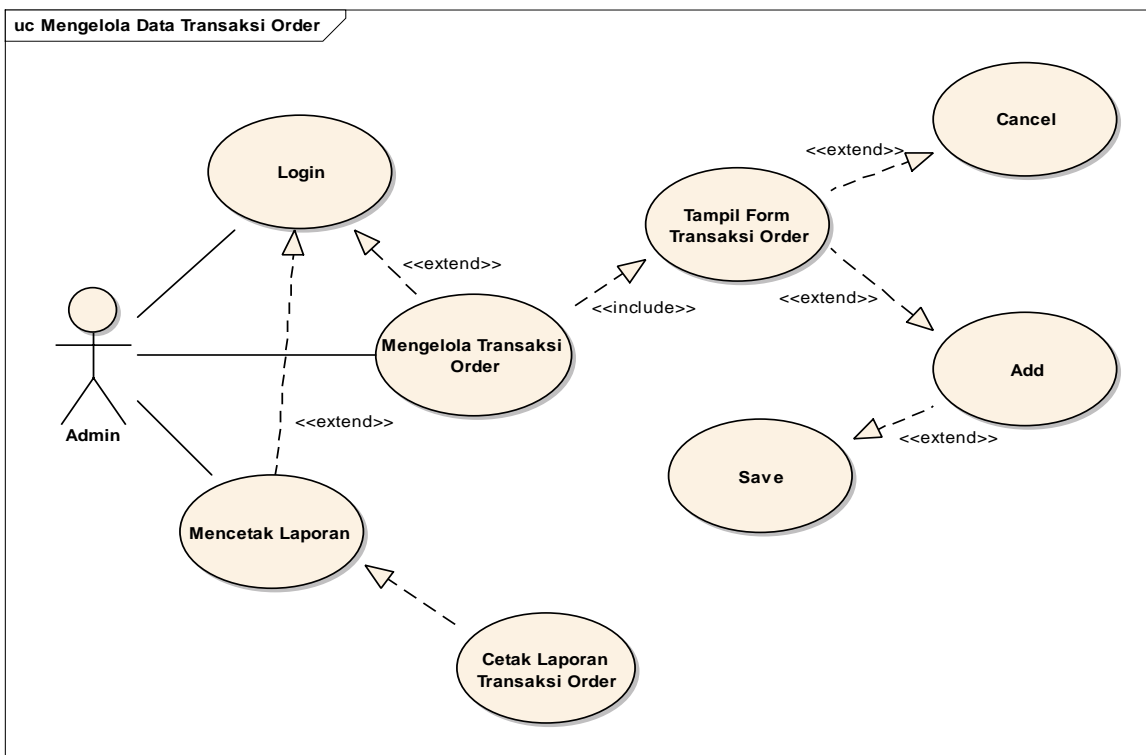 uc Mengelola Data Transaksi Order
Cancel
<<extend>>
Login
Tampil Form
Transaksi Order
<<extend>>
<<include>>
<<extend>>
Mengelola Transaksi
Order
Add
<<extend>>
Admin
<<extend>>
Save
Mencetak Laporan
Cetak Laporan
Transaksi Order